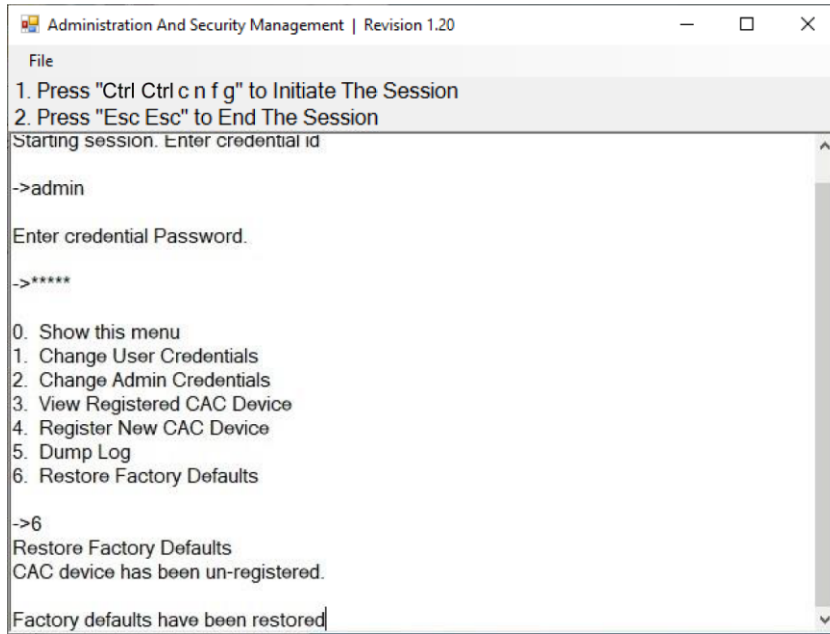 Administration And Security Management | Revision 1.20
File
1. Press "Ctrl Ctrl c n f g" to Initiate The Session
2. Press "Esc Esc" to End The Session
Starting session. Enter credential id
->admin
Enter credential Password.
->*****
0. Show this menu
1. Change User Credentials
2. Change Admin Credentials
3. View Registered CAC Device
4. Register New CAC Device
5. Dump Log
6. Restore Factory Defaults
->6
Restore Factory Defaults
CAC device has been un-registered.
Factory defaults have been restored